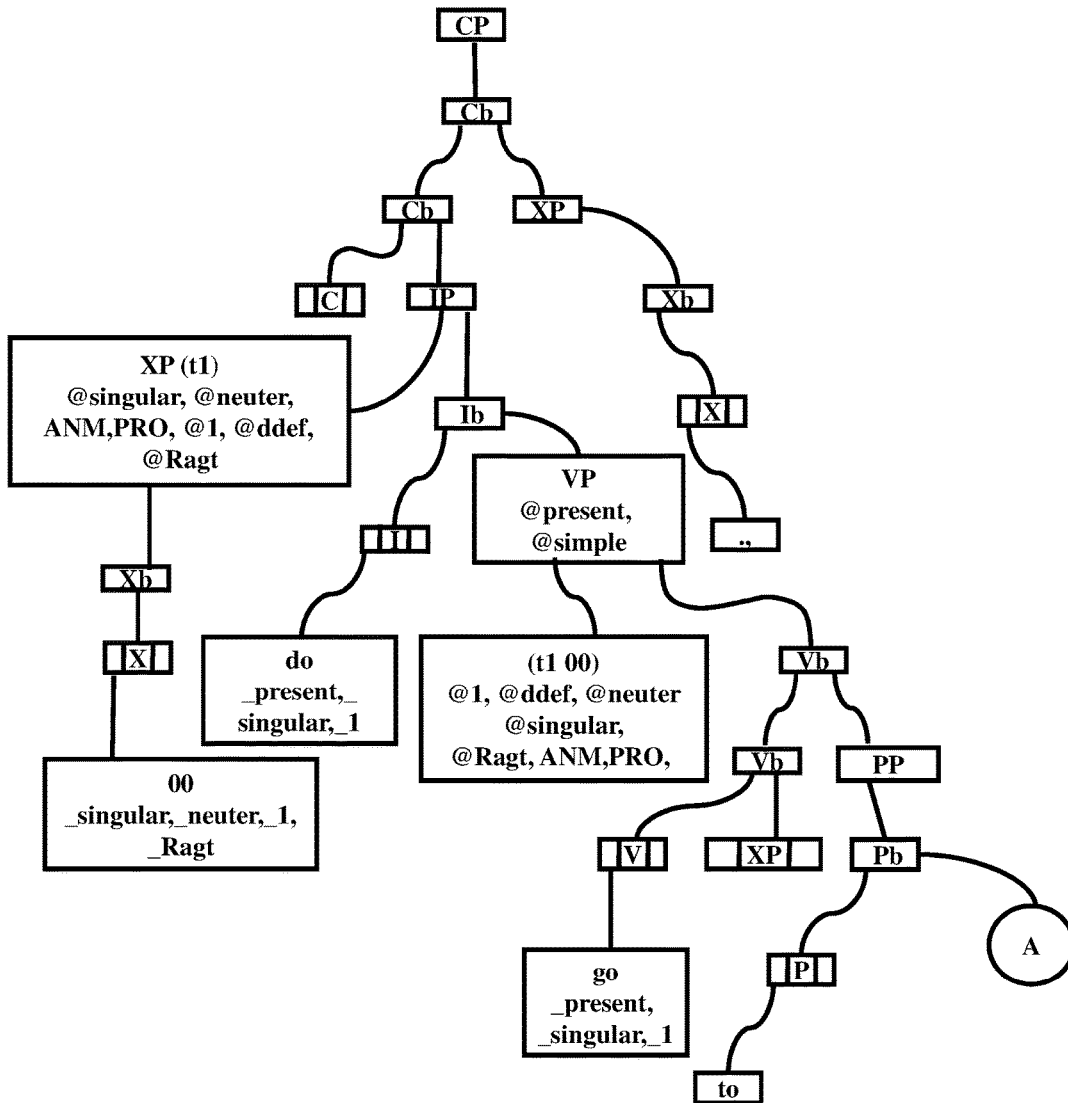 CP
Cb
Cb
XP
C
IP
Xb
XP (t1)
@singular, @neuter,
ANM,PRO, @1, @ddef,
@Ragt
Ib
X
VP
@present,
@simple
I
.,
Xb
X
do
_present,_
singular,_1
(t1 00)
@1, @ddef, @neuter
@singular,
@Ragt, ANM,PRO,
Vb
Vb
PP
00
_singular,_neuter,_1,
_Ragt
V
XP
Pb
A
P
go
_present,
_singular,_1
to